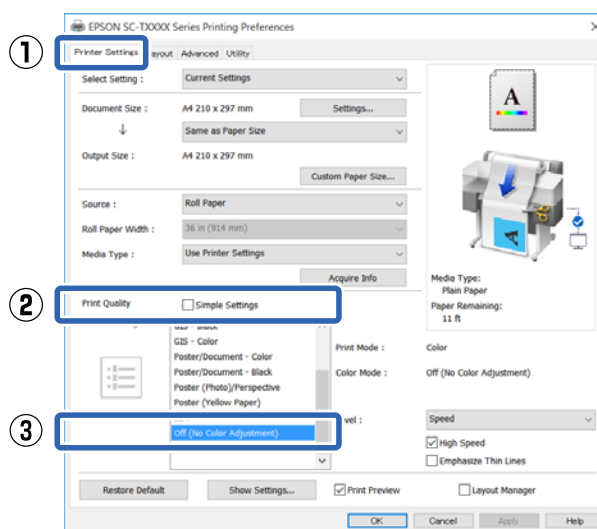 EPSON SC-TXXXX Series Printing Preferences
①
Printer Settings ayout Advanced Utility
Select Setting : Current Settings
Document Size : A4 210 x 297 mm Settings...
Same as Paper Size
Output Size : A4 210 x 297 mm
Custom Paper Size...
Source : Roll Paper
Roll Paper Width : 36 in (914 mm)
Media Type : Use Printer Settings
Acquire Info
A
Media Type:
Plain Paper
Paper Remaining:
11 ft
②
Print Quality Simple Settings
GIS - Color
Poster/Document - Color
Poster/Document - Black
Poster (Photo)/Perspective
Poster (Yellow Paper)
Print Mode : Color
Color Mode : Off (No Color Adjustment)
③
Off (No Color Adjustment)
vel : Speed
High Speed
Emphasize Thin Lines
Restore Default Show Settings... Print Preview Layout Manager
OK Cancel Apply Help